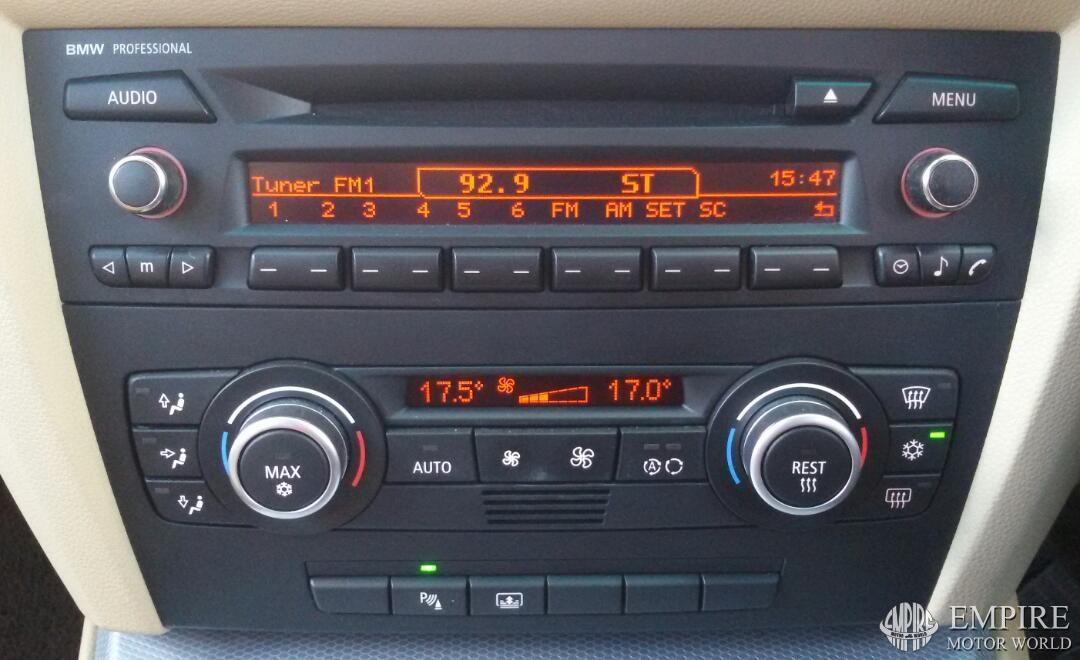 BMW PROFESSIONAL
AUDIO
MENU
Tuner FM1 92.9 ST 15:47
1 2 3 4 5 6 FM AM SET SC
m
17.5° 17.0°
MAX
AUTO
A
REST
P
EMPIRE
EMPIRE
MOTOR WORLD